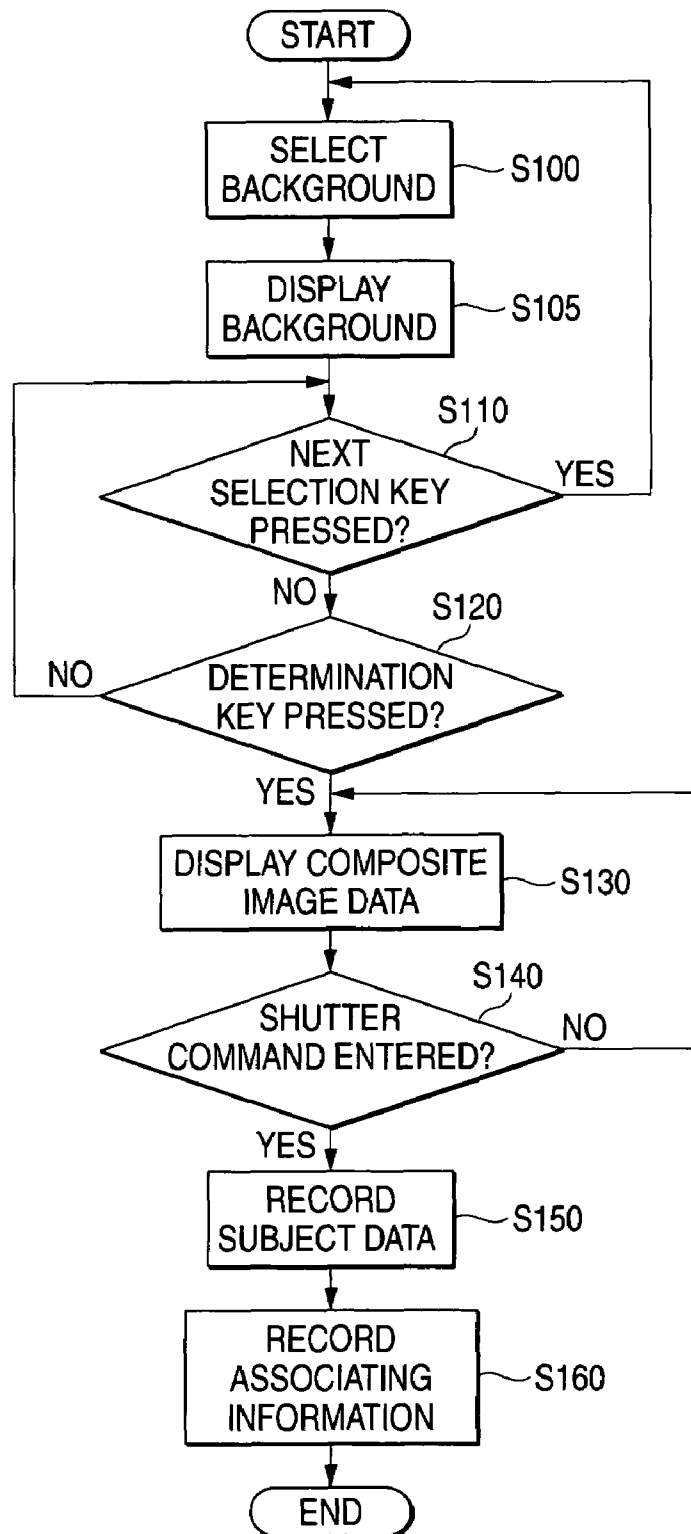 START
SELECT
BACKGROUND
S100
DISPLAY
BACKGROUND
S105
S110
NEXT
SELECTION KEY
PRESSED?
YES
NO
S120
NO
DETERMINATION
KEY PRESSED?
YES
DISPLAY COMPOSITE
IMAGE DATA
S130
S140
SHUTTER
COMMAND ENTERED?
NO
YES
RECORD
SUBJECT DATA
S150
RECORD
ASSOCIATING
INFORMATION
S160
END